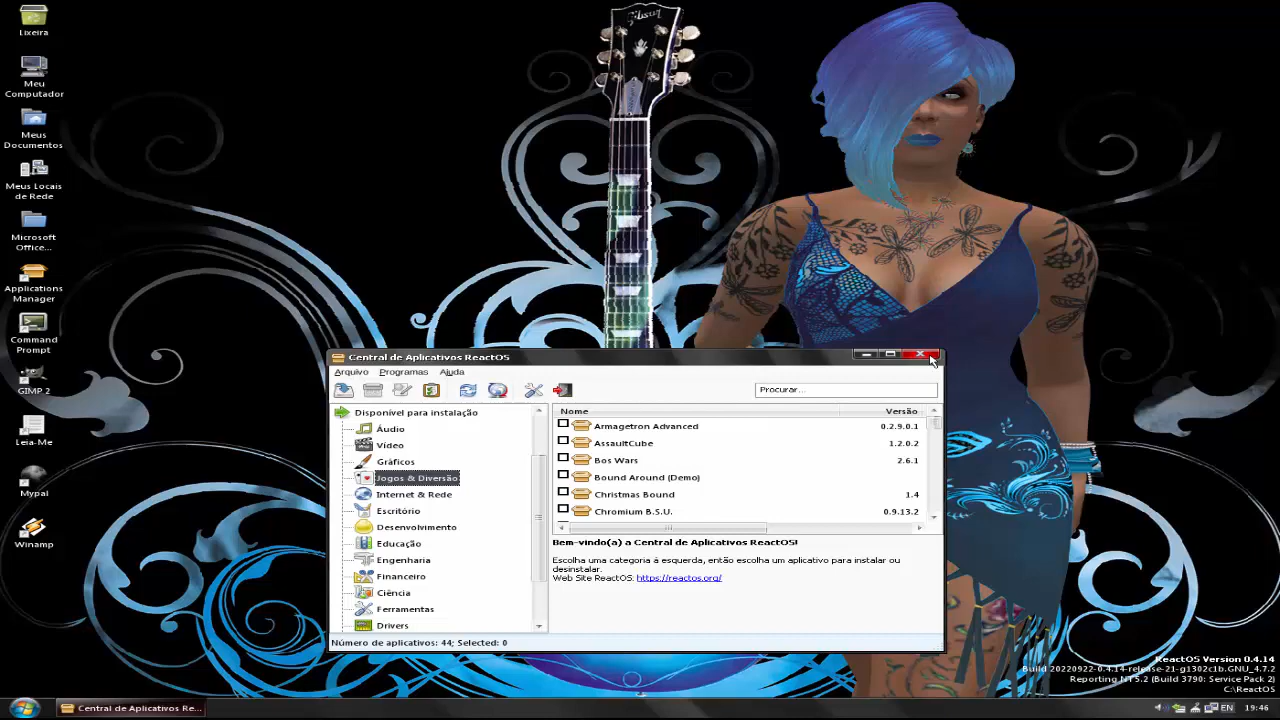 Lixeira
Meu
Computador
Meus
Documentos
Meus Locais
de Rede
Microsoft
Office...
Applications
Manager
Command
Prompt
GIMP 2
Leia-Me
Mypal
Winamp
Gibson
Central de Aplicativos ReactOS
Arquivo Programas Ajuda
Procurar...
Disponível para instalação
Áudio
Vídeo
Gráficos
Jogos & Diversão
Internet & Rede
Escritório
Desenvolvimento
Educação
Engenharia
Financeiro
Ciência
Ferramentas
Drivers
Nome Versão
Armagetron Advanced 0.2.9.0.1
AssaultCube 1.2.0.2
Bos Wars 2.6.1
Bound Around (Demo)
Christmas Bound 1.4
Chromium B.S.U. 0.9.13.2
Bem-vindo(a) a Central de Aplicativos ReactOS!
Escolha uma categoria á esquerda, então escolha um aplicativo para instalar ou
desinstalar.
Web Site ReactOS: https://reactos.org/
Número de aplicativos: 44; Selected: 0
ReactOS Version 0.4.14
Build 20220922-0.4.14-release-21-g1302c1b.GNU_4.7.2
Reporting NT 5.2 (Build 3790: Service Pack 2)
C:\ReactOS
Central de Aplicativos Re...
EN 19:46